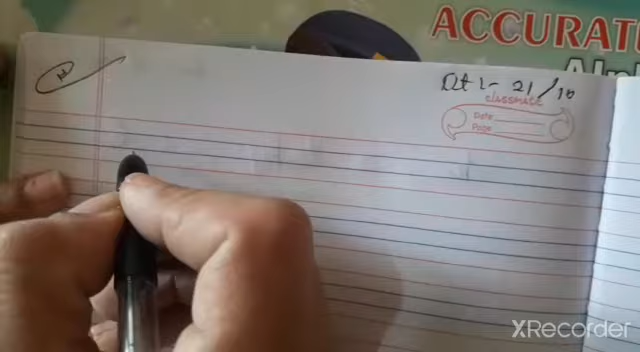 ACCURAT
Dt :- 21/10
classmate
Date
Page
XRecorder